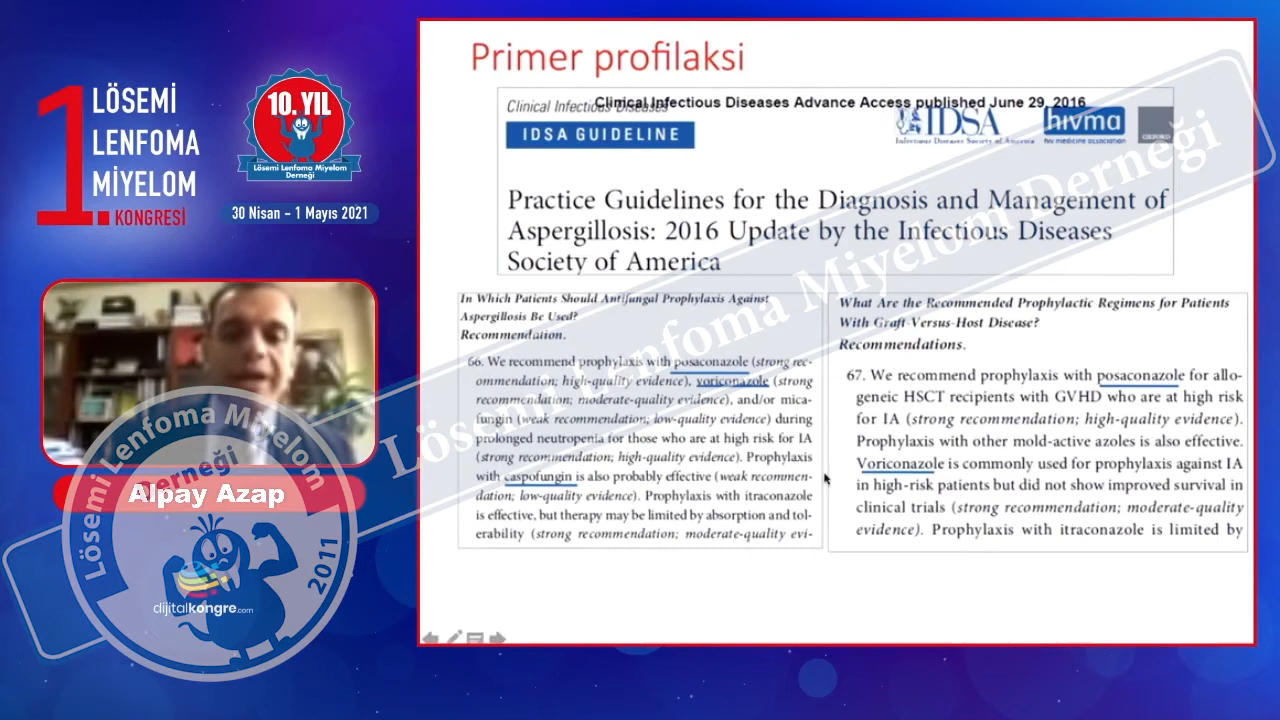 1.
LÖSEMİ
LENFOMA
MİYELOM
KONGRESİ
10. YIL
Lösemi Lenfoma Miyelom
Derneği
30 Nisan – 1 Mayıs 2021
Alpay Azap
Lösemi Lenfoma Miyelom
Derneği
2011
dijitalkongre.com
Primer profilaksi
Clinical Infectious Diseases
Clinical Infectious Diseases Advance Access published June 29, 2016
IDSA GUIDELINE
IDSA
Infectious Diseases Society of America
hivma
hiv medicine association
OXFORD
Practice Guidelines for the Diagnosis and Management of
Aspergillosis: 2016 Update by the Infectious Diseases
Society of America
In Which Patients Should Antifungal Prophylaxis Against
Aspergillosis Be Used?
Recommendation.
66. We recommend prophylaxis with posaconazole (strong rec-
ommendation; high-quality evidence), voriconazole (strong
recommendation; moderate-quality evidence), and/or mica-
fungin (weak recommendation; low-quality evidence) during
prolonged neutropenia for those who are at high risk for IA
(strong recommendation; high-quality evidence). Prophylaxis
with caspofungin is also probably effective (weak recommen-
dation; low-quality evidence). Prophylaxis with itraconazole
is effective, but therapy may be limited by absorption and tol-
erability (strong recommendation; moderate-quality evi-
What Are the Recommended Prophylactic Regimens for Patients
With Graft-Versus-Host Disease?
Recommendations.
67. We recommend prophylaxis with posaconazole for allo-
geneic HSCT recipients with GVHD who are at high risk
for IA (strong recommendation; high-quality evidence).
Prophylaxis with other mold-active azoles is also effective.
Voriconazole is commonly used for prophylaxis against IA
in high-risk patients but did not show improved survival in
clinical trials (strong recommendation; moderate-quality
evidence). Prophylaxis with itraconazole is limited by
Lösemi Lenfoma Miyelom Derneği